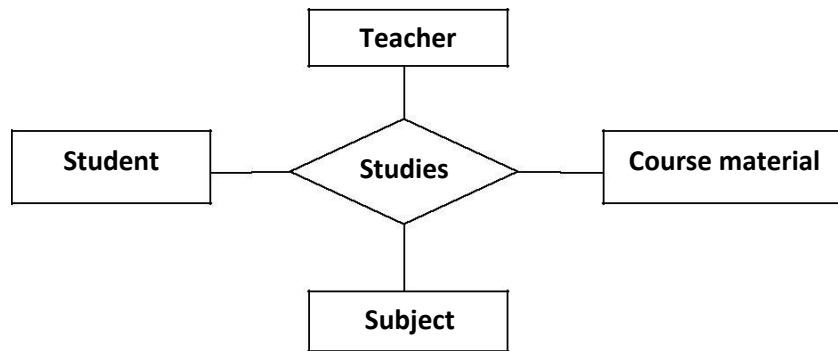 Teacher
Student
Studies
Course material
Subject